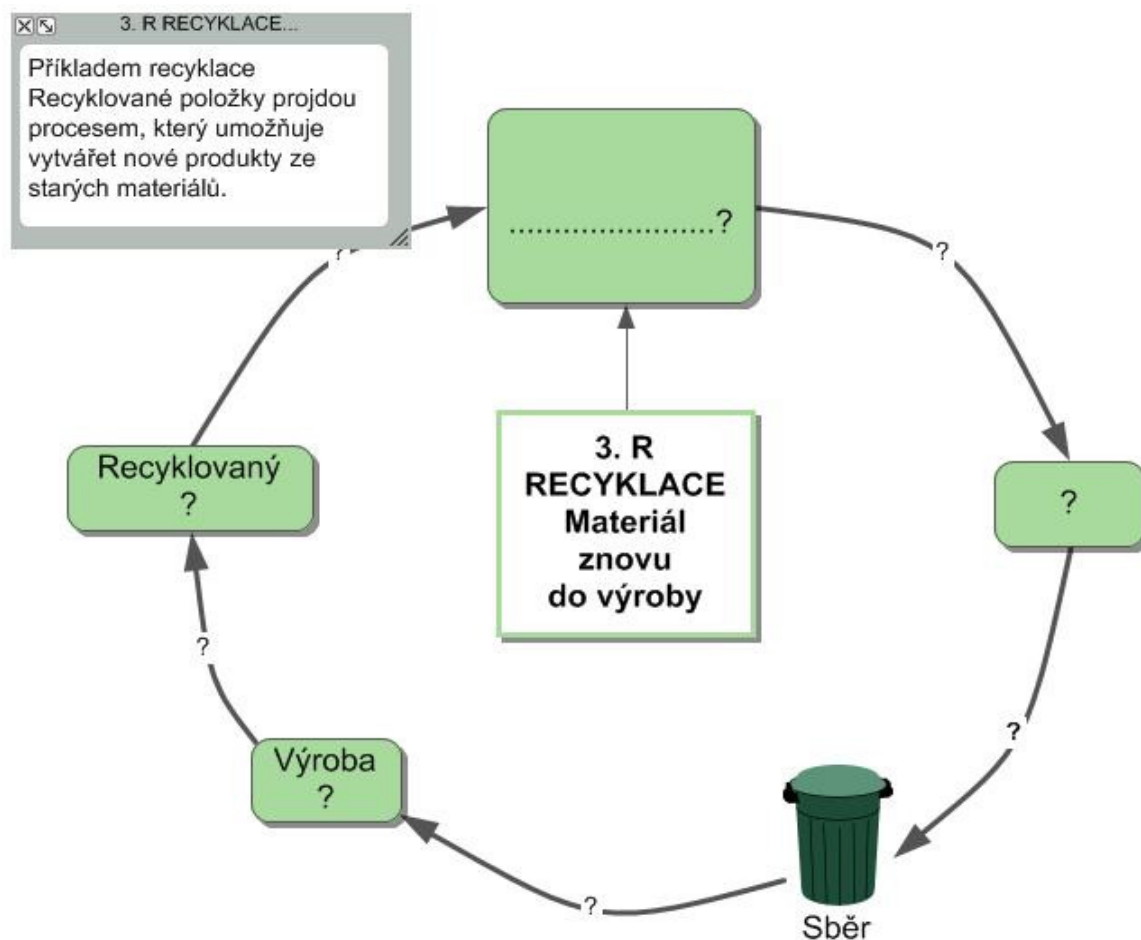 3. R RECYKLACE...
Příkladem recyklace
Recyklované položky projdou
procesem, který umožňuje
vytvářet nové produkty ze
starých materiálů.
......................?
?
?
3. R
RECYKLACE
Materiál
znovu
do výroby
Recyklovaný
?
?
?
?
Výroba
?
?
Sběr